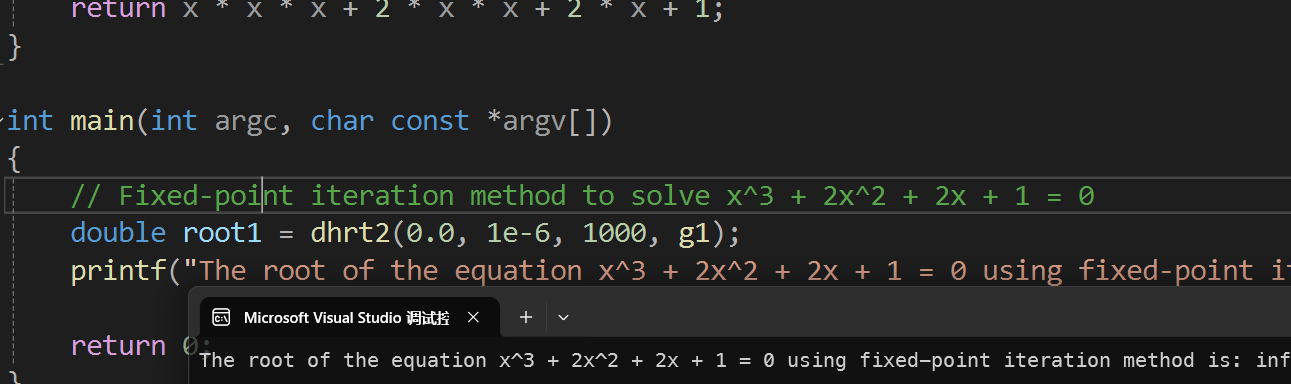 return x * x * x + 2 * x * x + 2 * x + 1;
}
int main(int argc, char const *argv[])
{
// Fixed-point iteration method to solve x^3 + 2x^2 + 2x + 1 = 0
double root1 = dhrt2(0.0, 1e-6, 1000, g1);
printf("The root of the equation x^3 + 2x^2 + 2x + 1 = 0 using fixed-point it
Microsoft Visual Studio 调试控
return 0;
The root of the equation x^3 + 2x^2 + 2x + 1 = 0 using fixed-point iteration method is: inf
}